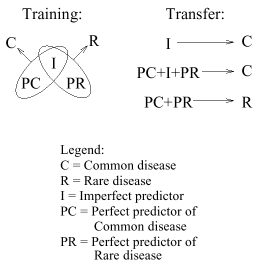 Training:
Transfer:
C
R
I
PC
PR
I C
PC+I+PR C
PC+PR R
Legend:
C = Common disease
R = Rare disease
I = Imperfect predictor
PC = Perfect predictor of
Common disease
PR = Perfect predictor of
Rare disease